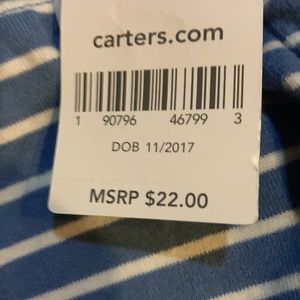 carters.com
1 90796 46799 3
DOB 11/2017
MSRP $22.00